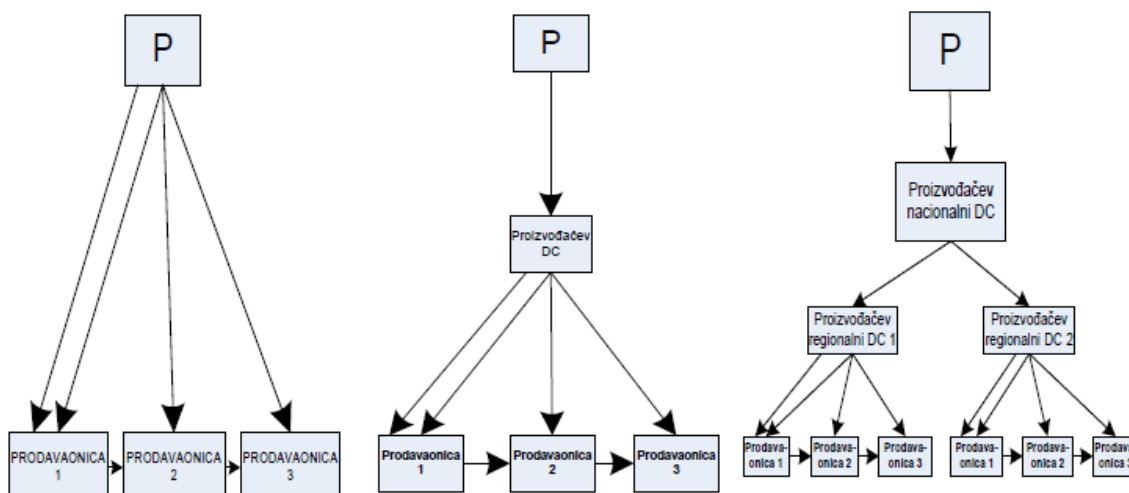 P
PRODAVAONICA
1
PRODAVAONICA
2
PRODAVAONICA
3
P
Proizvođačev
DC
Prodavaonica
1
Prodavaonica
2
Prodavaonica
3
P
Proizvođačev
nacionalni DC
Proizvođačev
regionalni DC 1
Proizvođačev
regionalni DC 2
Prodava-
onica 1
Prodava-
onica 2
Prodava-
onica 3
Prodava-
onica 1
Prodava-
onica 2
Prodava-
onica 3